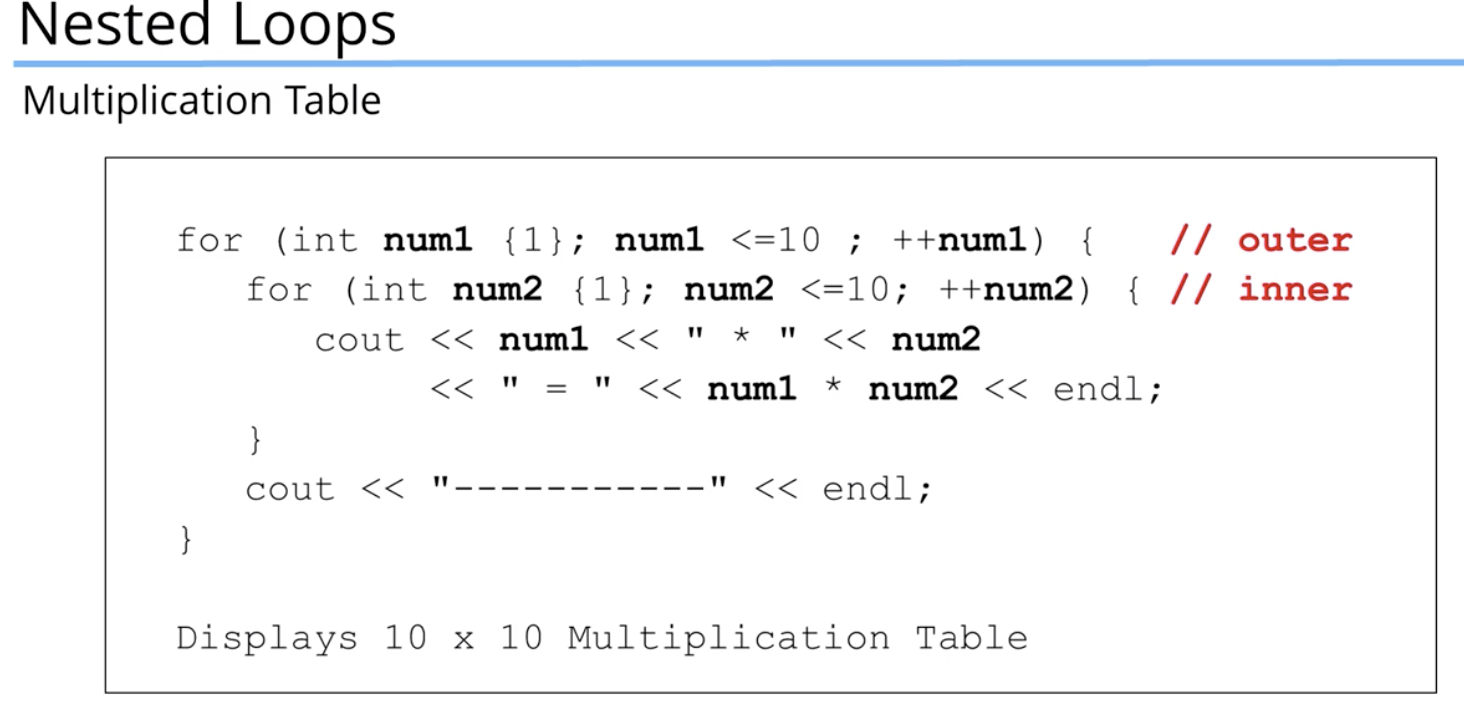 Nested Loops
Multiplication Table
for (int num1 {1}; num1 <=10 ; ++num1) {   // outer
   for (int num2 {1}; num2 <=10; ++num2) { // inner
      cout << num1 << " * " << num2
           << " = " << num1 * num2 << endl;
   }
   cout << "-----------" << endl;
}
Displays 10 x 10 Multiplication Table